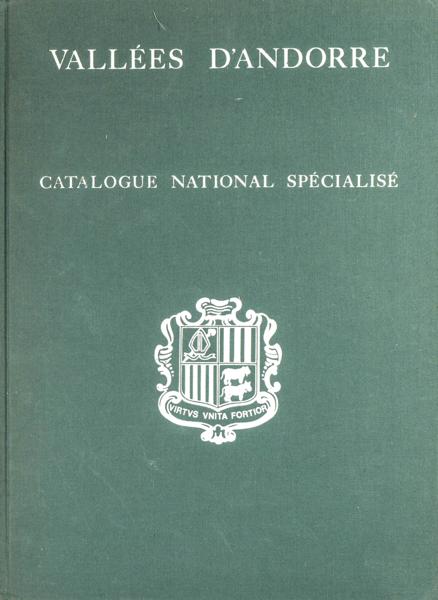 VALLÉES D'ANDORRE
CATALOGUE NATIONAL SPÉCIALISÉ
VIRTVS VNITA FORTIOR